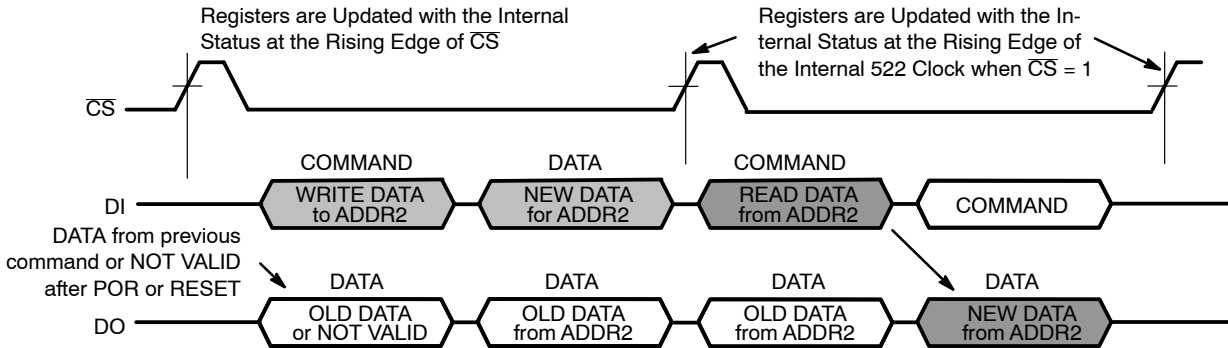 Registers are Updated with the Internal
Status at the Rising Edge of CS
Registers are Updated with the In-
ternal Status at the Rising Edge of
the Internal 522 Clock when CS = 1
CS
COMMAND
DATA
COMMAND
DI
WRITE DATA
to ADDR2
NEW DATA
for ADDR2
READ DATA
from ADDR2
COMMAND
DATA from previous
command or NOT VALID
after POR or RESET
DATA
DATA
DATA
DATA
DO
OLD DATA
or NOT VALID
OLD DATA
from ADDR2
OLD DATA
from ADDR2
NEW DATA
from ADDR2